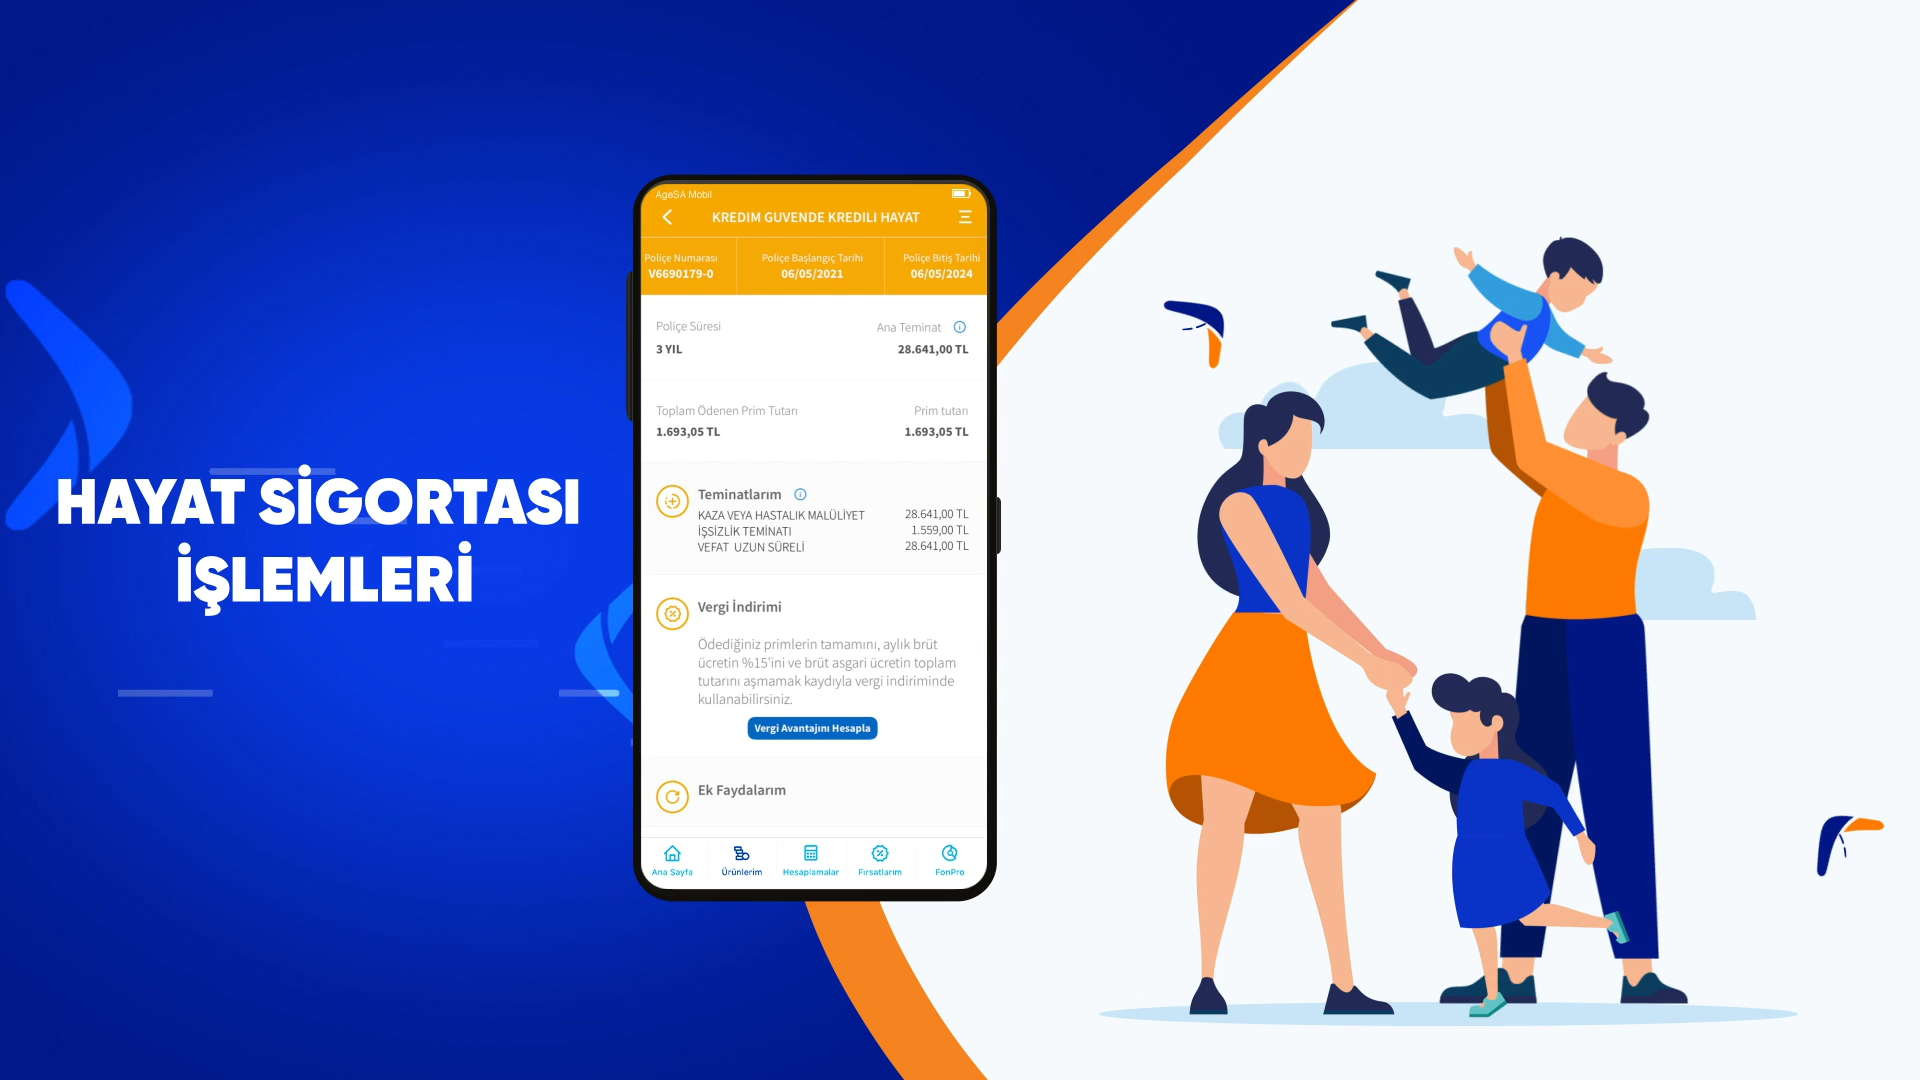 HAYAT SİGORTASI
İŞLEMLERİ
AgeSA Mobil
KREDIM GUVENDE KREDILI HAYAT
Poliçe Numarası
V6690179-0
Poliçe Başlangıç Tarihi
06/05/2021
Poliçe Bitiş Tarihi
06/05/2024
Poliçe Süresi
3 YIL
Ana Teminat
28.641,00 TL
Toplam Ödenen Prim Tutarı
1.693,05 TL
Prim tutarı
1.693,05 TL
Teminatlarım
KAZA VEYA HASTALIK MALÜLİYET 28.641,00 TL
İŞSİZLİK TEMİNATI 1.559,00 TL
VEFAT UZUN SÜRELİ 28.641,00 TL
Vergi İndirimi
Ödediğiniz primlerin tamamını, aylık brüt
ücretin %15'ini ve brüt asgari ücretin toplam
tutarını aşmamak kaydıyla vergi indiriminde
kullanabilirsiniz.
Vergi Avantajını Hesapla
Ek Faydalarım
Ana Sayfa
Ürünlerim
Hesaplamalar
Fırsatlarım
FonPro